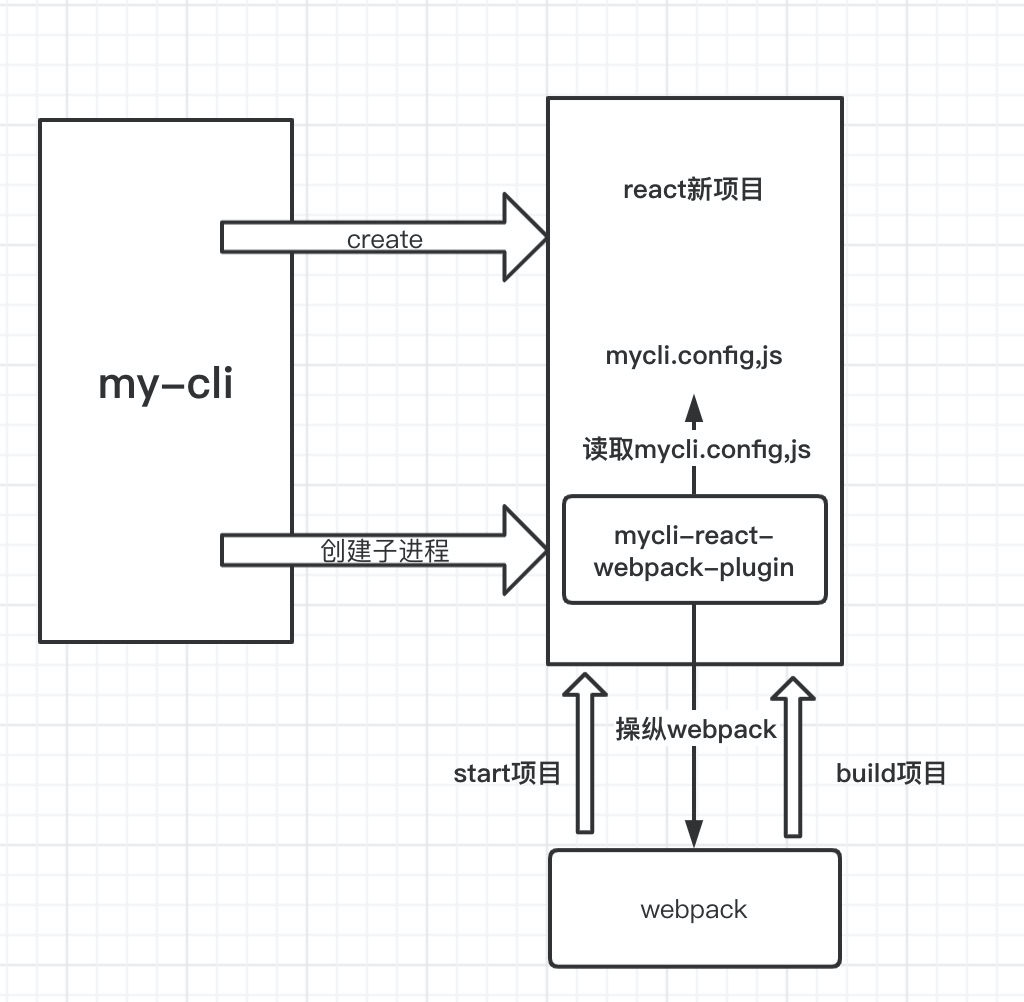 react新项目
create
mycli.config,js
my-cli
读取mycli.config,js
创建子进程
mycli-react-
webpack-plugin
操纵webpack
start项目
build项目
webpack